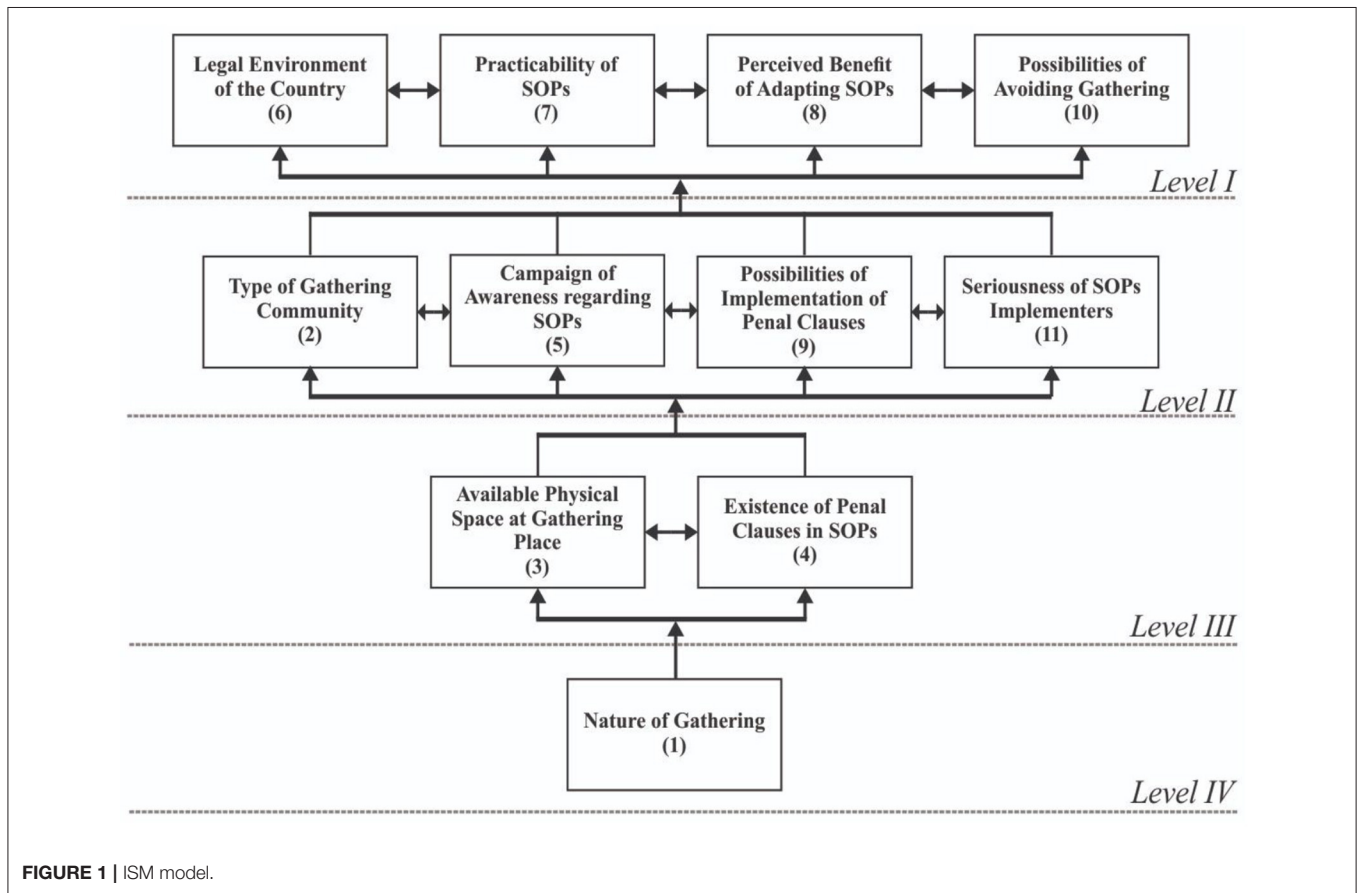 Legal Environment
of the Country
(6)
Practicability of
SOPs
(7)
Perceived Benefit
of Adapting SOPs
(8)
Possibilities of
Avoiding Gathering
(10)
Level I
Type of Gathering
Community
(2)
Campaign of
Awareness regarding
SOPs
(5)
Possibilities of
Implementation of
Penal Clauses
(9)
Seriousness of SOPs
Implementers
(11)
Level II
Available Physical
Space at Gathering
Place
(3)
Existence of Penal
Clauses in SOPs
(4)
Level III
Nature of Gathering
(1)
Level IV
FIGURE 1 | ISM model.